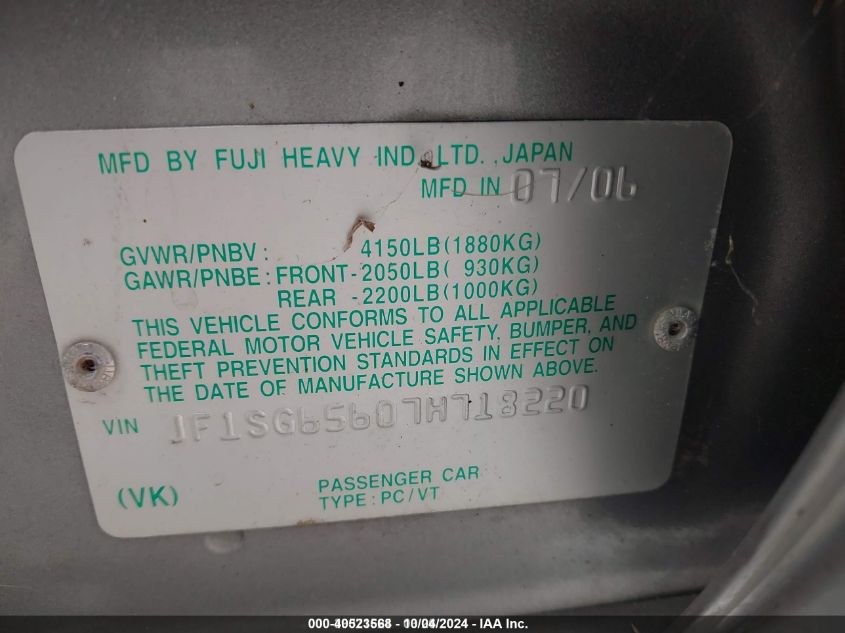 MFD BY FUJI HEAVY IND. LTD., JAPAN
MFD IN 07/06
GVWR/PNBV: 4150LB(1880KG)
GAWR/PNBE: FRONT-2050LB( 930KG)
REAR -2200LB(1000KG)
THIS VEHICLE CONFORMS TO ALL APPLICABLE
FEDERAL MOTOR VEHICLE SAFETY, BUMPER, AND
THEFT PREVENTION STANDARDS IN EFFECT ON
THE DATE OF MANUFACTURE SHOWN ABOVE.
VIN JF1SG65607H718220
(VK) PASSENGER CAR
TYPE: PC/VT
000-40523568 - 10/04/2024 - IAA Inc.